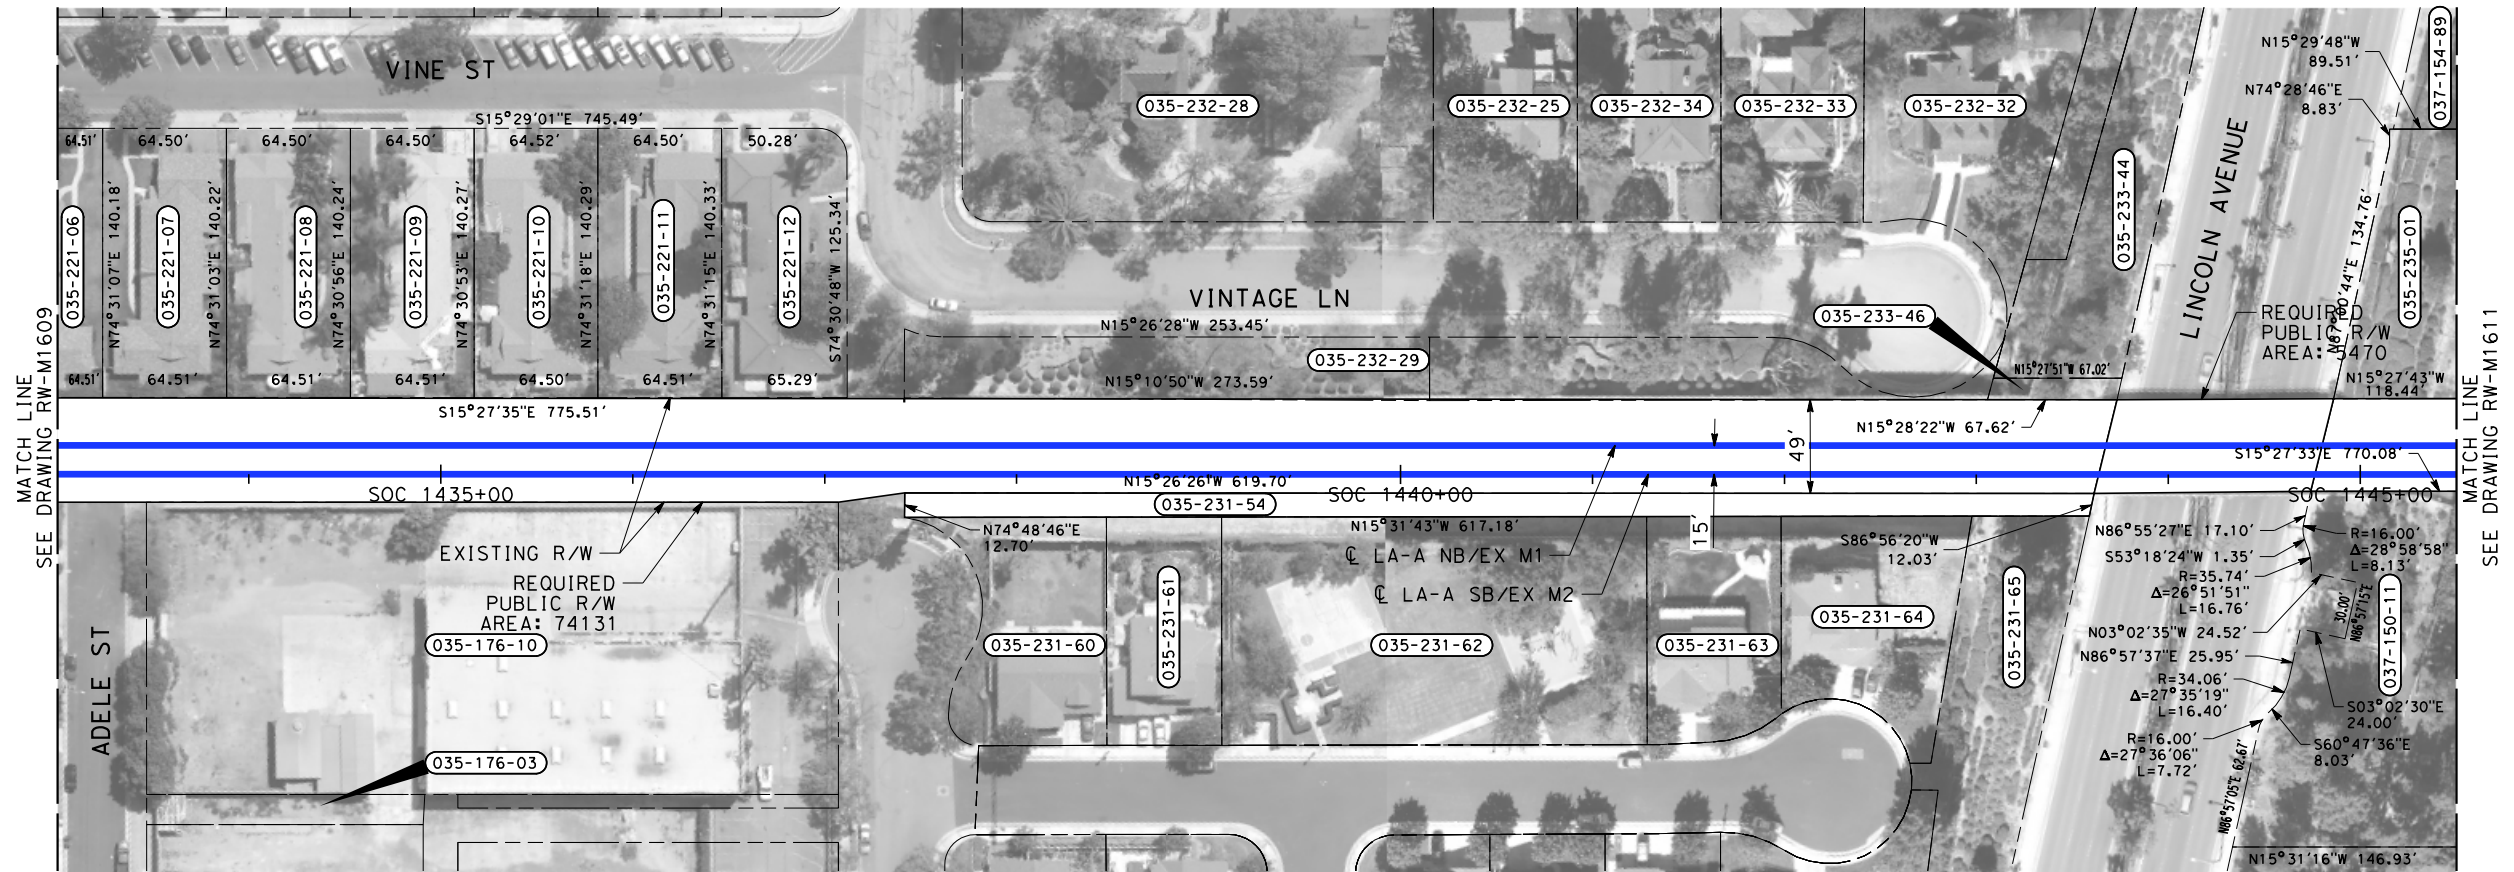 VINE ST
S15°29'01"E 745.49'
64.51'
64.50'
64.50'
64.50'
64.52'
64.50'
50.28'
035-221-06
N74°31'07"E 140.18'
035-221-07
N74°31'03"E 140.22'
035-221-08
N74°30'56"E 140.24'
035-221-09
N74°30'53"E 140.27'
035-221-10
N74°31'18"E 140.29'
035-221-11
N74°31'15"E 140.33'
035-221-12
S74°30'48"W 125.34'
64.51'
64.51'
64.51'
64.51'
64.50'
64.51'
65.29'
035-232-28
035-232-25
035-232-34
035-232-33
035-232-32
035-233-44
LINCOLN AVENUE
N15°29'48"W
89.51'
N74°28'46"E
8.83'
037-154-89
035-235-01
134.76'
VINTAGE LN
N15°26'28"W 253.45'
035-232-29
N15°10'50"W 273.59'
035-233-46
N15°27'51"W 67.02'
REQUIRED
PUBLIC R/W
AREA: 5470
N15°27'43"W
118.44'
MATCH LINE
SEE DRAWING RW-M1609
MATCH LINE
SEE DRAWING RW-M1611
S15°27'35"E 775.51'
N15°28'22"W 67.62'
49'
S15°27'33"E 770.08'
SOC 1435+00
N15°26'26"W 619.70'
SOC 1440+00
SOC 1445+00
035-231-54
N74°48'46"E
12.70'
N15°31'43"W 617.18'
15'
EXISTING R/W
REQUIRED
PUBLIC R/W
AREA: 74131
℄ LA-A NB/EX M1
℄ LA-A SB/EX M2
S86°56'20"W
12.03'
N86°55'27"E 17.10'
S53°18'24"W 1.35'
R=35.74'
Δ=26°51'51"
L=16.76'
N03°02'35"W 24.52'
N86°57'37"E 25.95'
R=34.06'
Δ=27°35'19"
L=16.40'
R=16.00'
Δ=27°36'06"
L=7.72'
R=16.00'
Δ=28°58'58"
L=8.13'
30.00'
N86°57'15"E
037-150-11
S03°02'30"E
24.00'
S60°47'36"E
8.03'
N86°57'05"E 62.67'
N15°31'16"W 146.93'
ADELE ST
035-176-10
035-176-03
035-231-60
035-231-61
035-231-62
035-231-63
035-231-64
035-231-65